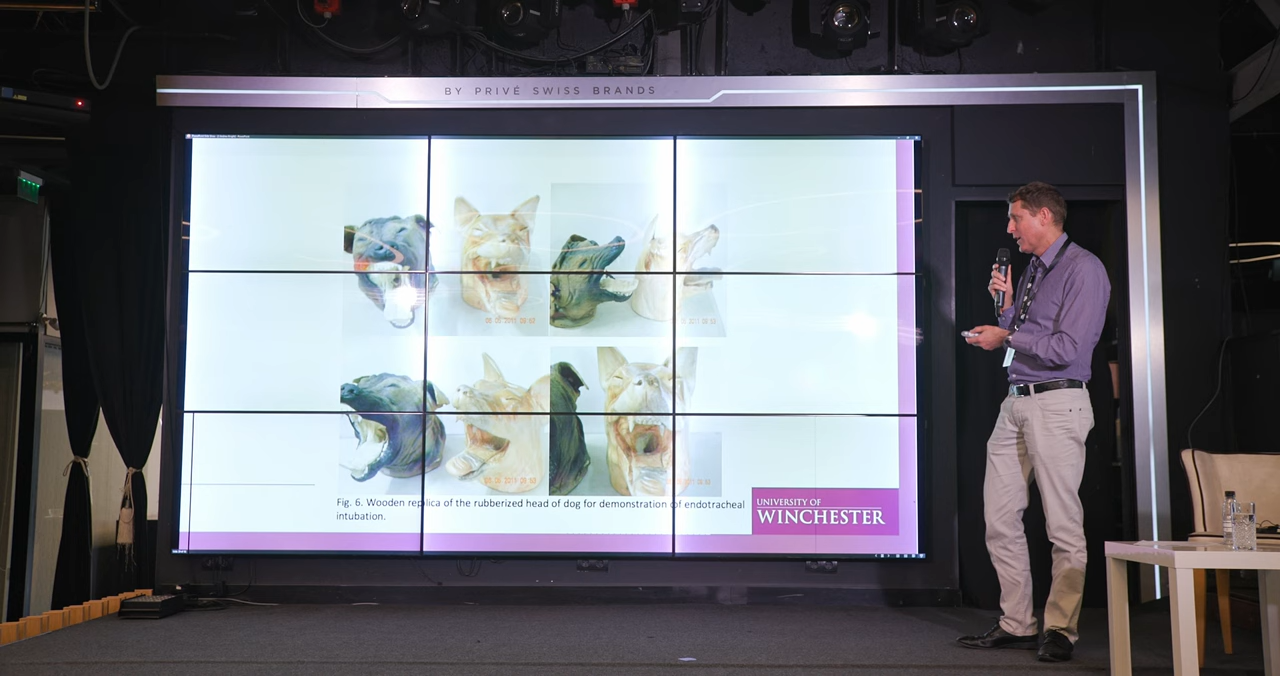 BY PRIVÉ SWISS BRANDS
Fig. 6. Wooden replica of the rubberized head of dog for demonstration of endotracheal
intubation.
UNIVERSITY OF
WINCHESTER